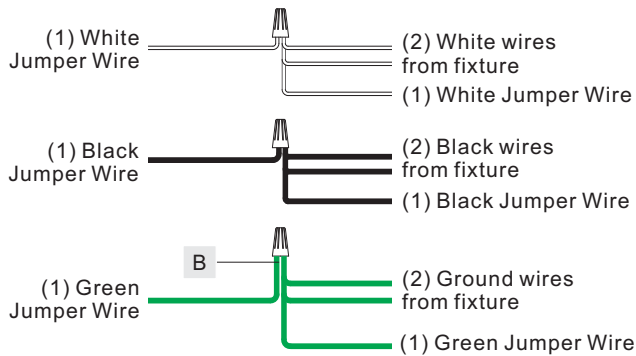 (1) White
Jumper Wire
(2) White wires
from fixture
(1) White Jumper Wire
(1) Black
Jumper Wire
(2) Black wires
from fixture
(1) Black Jumper Wire
B
(1) Green
Jumper Wire
(2) Ground wires
from fixture
(1) Green Jumper Wire